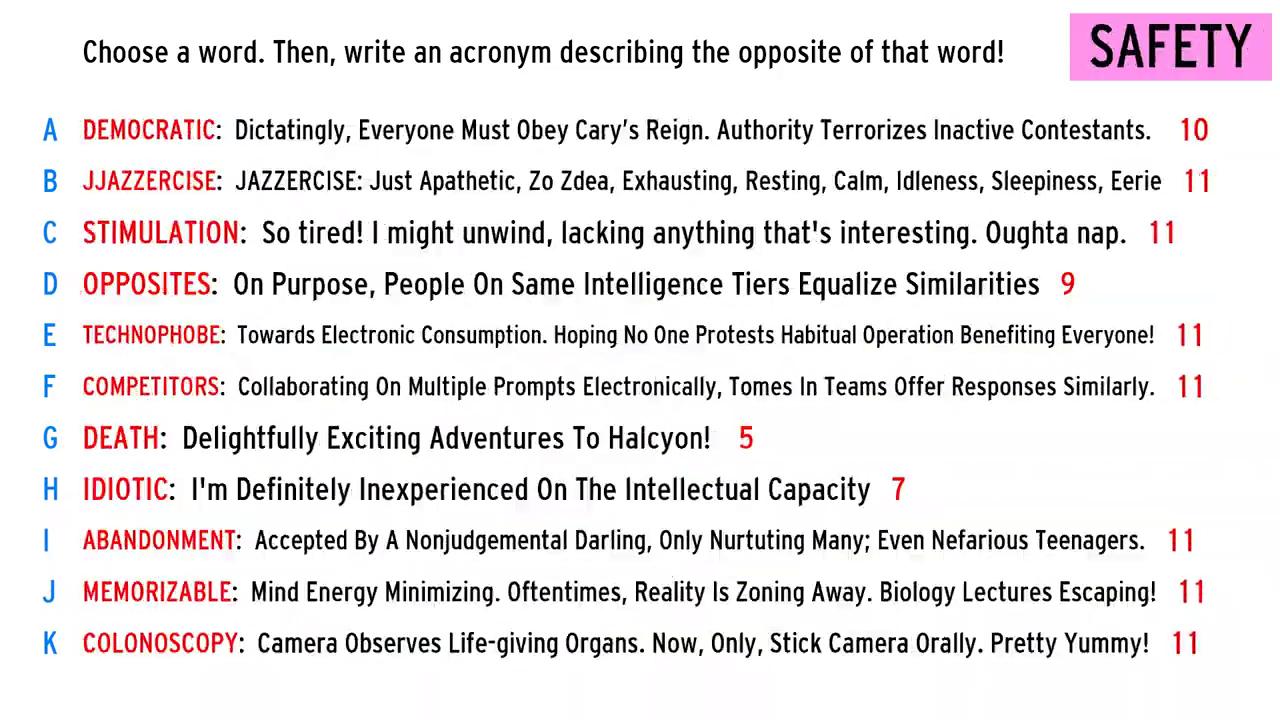 Choose a word. Then, write an acronym describing the opposite of that word!
SAFETY
A DEMOCRATIC: Dictatingly, Everyone Must Obey Cary's Reign. Authority Terrorizes Inactive Contestants. 10
B JJAZZERCISE: JAZZERCISE: Just Apathetic, Zo Zdea, Exhausting, Resting, Calm, Idleness, Sleepiness, Eerie 11
C STIMULATION: So tired! I might unwind, lacking anything that's interesting. Oughta nap. 11
D OPPOSITES: On Purpose, People On Same Intelligence Tiers Equalize Similarities 9
E TECHNOPHOBE: Towards Electronic Consumption. Hoping No One Protests Habitual Operation Benefiting Everyone! 11
F COMPETITORS: Collaborating On Multiple Prompts Electronically, Tomes In Teams Offer Responses Similarly. 11
G DEATH: Delightfully Exciting Adventures To Halcyon! 5
H IDIOTIC: I'm Definitely Inexperienced On The Intellectual Capacity 7
I ABANDONMENT: Accepted By A Nonjudgemental Darling, Only Nurtuting Many; Even Nefarious Teenagers. 11
J MEMORIZABLE: Mind Energy Minimizing. Oftentimes, Reality Is Zoning Away. Biology Lectures Escaping! 11
K COLONOSCOPY: Camera Observes Life-giving Organs. Now, Only, Stick Camera Orally. Pretty Yummy! 11